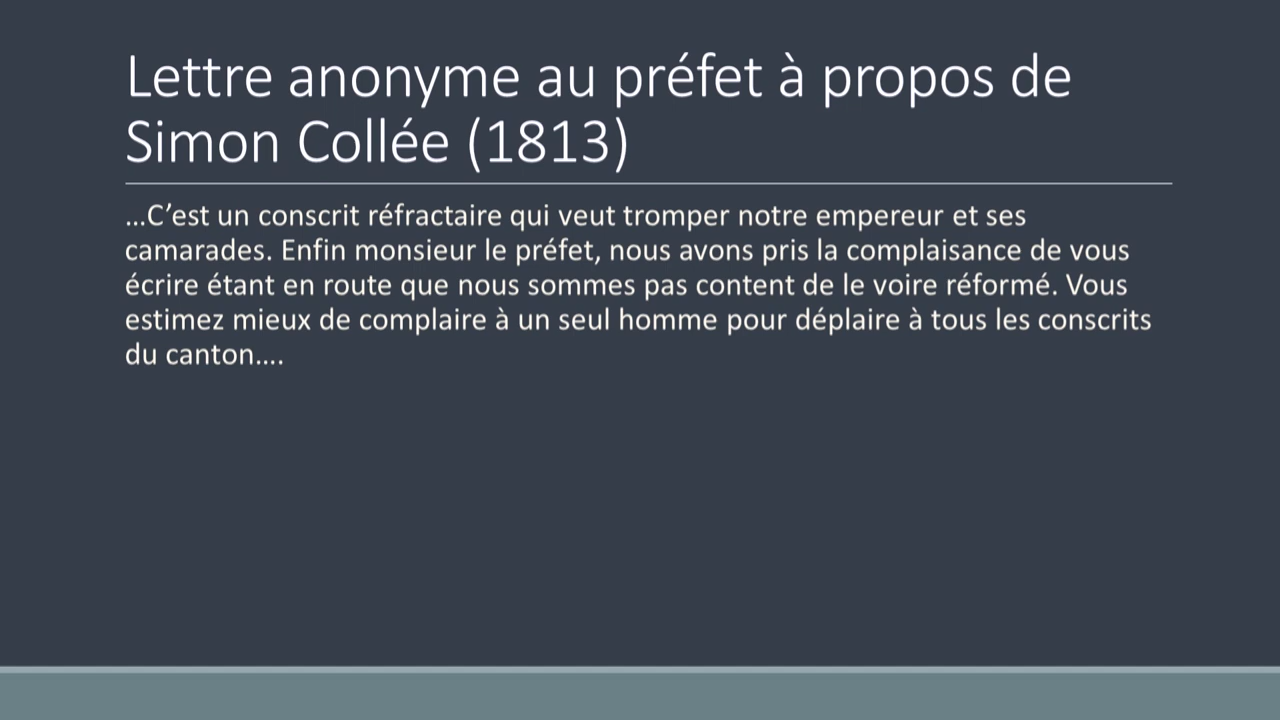 Lettre anonyme au préfet à propos de
Simon Collée (1813)
…C’est un conscrit réfractaire qui veut tromper notre empereur et ses
camarades. Enfin monsieur le préfet, nous avons pris la complaisance de vous
écrire étant en route que nous sommes pas content de le voire réformé. Vous
estimez mieux de complaire à un seul homme pour déplaire à tous les conscrits
du canton….